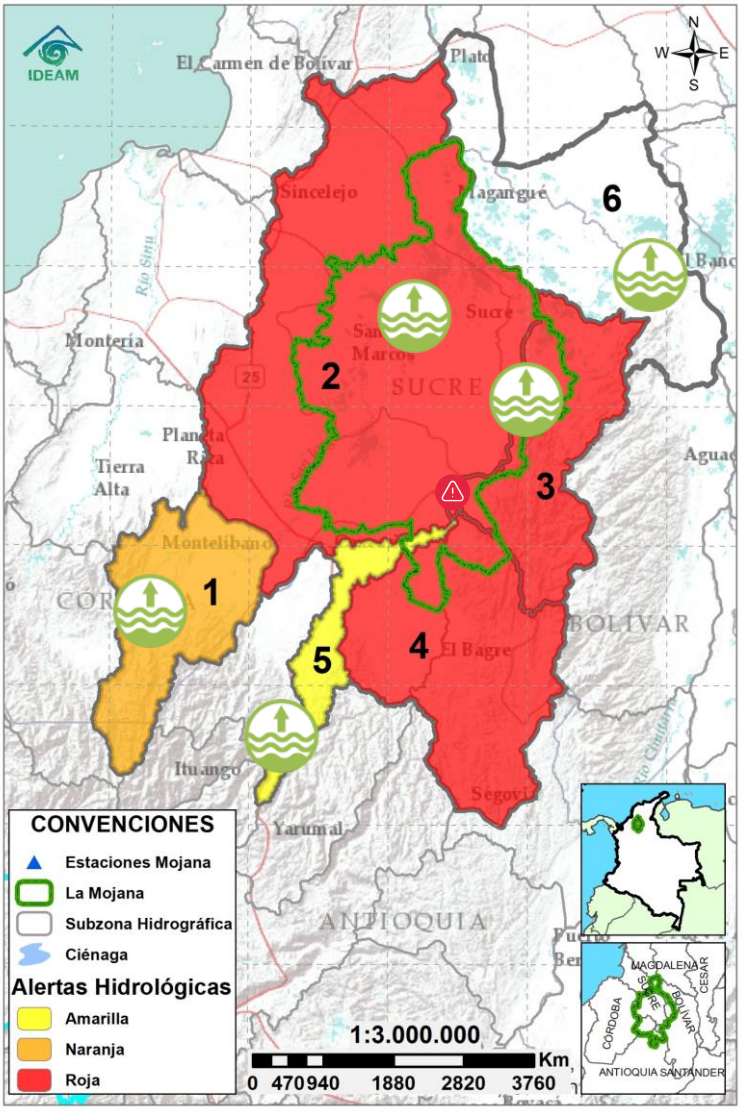 IDEAM
N
W E
S
El Carmen de Bolívar
Plato
Sincelejo
Magangué
6
Río Sinú
Montería
Sucre
San
Marcos
2
SUCRE
25
Planeta
Rica
Tierra
Alta
3
Montelíbano
1
BOLÍVAR
4
El Bagre
5
Ituango
Segovia
Yarumal
ANTIOQUIA
CONVENCIONES
Estaciones Mojana
La Mojana
Subzona Hidrográfica
Ciénaga
Alertas Hidrológicas
Amarilla
Naranja
Roja
1:3.000.000
Km
0 470 940 1880 2820 3760
MAGDALENA
CESAR
SUCRE
BOLÍVAR
CÓRDOBA
ANTIOQUIA SANTANDER